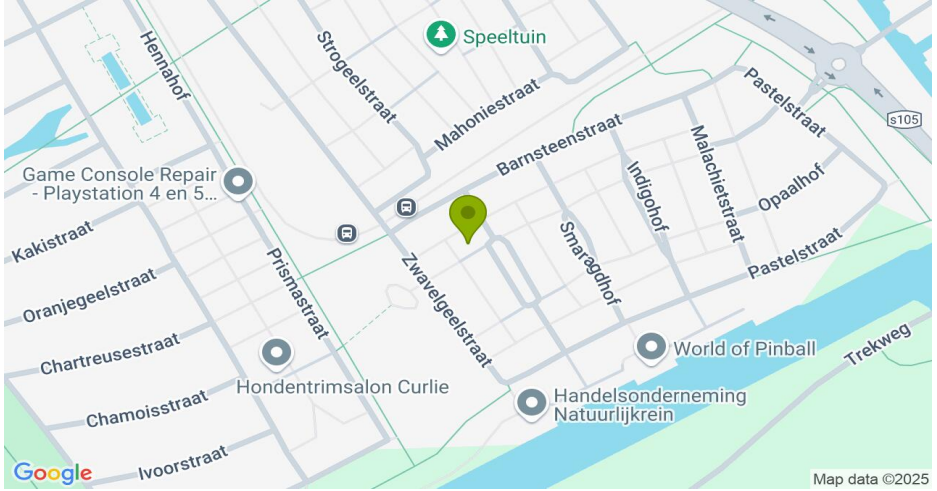 Speeltuin
Hennahof
Strogeelstraat
Mahoniestraat
Pastelstraat
s105
Barnsteenstraat
Malachietstraat
Indigohof
Opaalhof
Game Console Repair
- Playstation 4 en 5...
Kakistraat
Prismastraat
Smaragdhof
Pastelstraat
Oranjegeelstraat
Zwavelgeelstraat
Chartreusestraat
World of Pinball
Trekweg
Hondentrimsalon Curlie
Chamoisstraat
Handelsonderneming
Natuurlijkrein
Ivoorstraat
Google
Map data ©2025